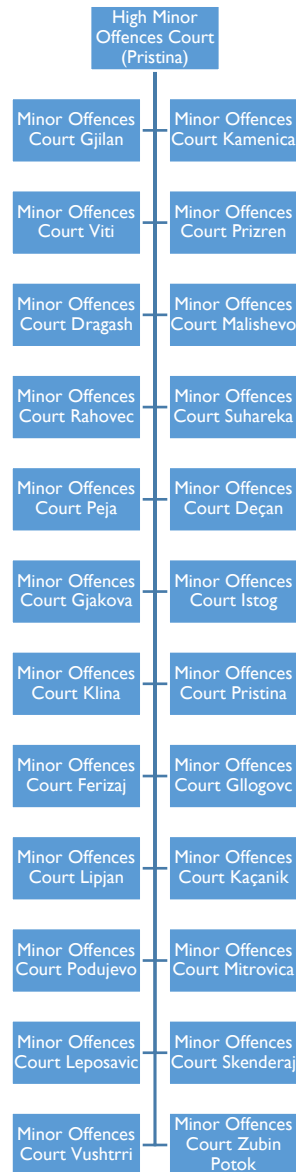 High Minor
Offences Court
(Pristina)
Minor Offences
Court Gjilan
Minor Offences
Court Kamenica
Minor Offences
Court Viti
Minor Offences
Court Prizren
Minor Offences
Court Dragash
Minor Offences
Court Malishevo
Minor Offences
Court Rahovec
Minor Offences
Court Suhareka
Minor Offences
Court Peja
Minor Offences
Court Deçan
Minor Offences
Court Gjakova
Minor Offences
Court Istog
Minor Offences
Court Klina
Minor Offences
Court Pristina
Minor Offences
Court Ferizaj
Minor Offences
Court Gllogovc
Minor Offences
Court Lipjan
Minor Offences
Court Kaçanik
Minor Offences
Court Podujevo
Minor Offences
Court Mitrovica
Minor Offences
Court Leposavic
Minor Offences
Court Skenderaj
Minor Offences
Court Vushtrri
Minor Offences
Court Zubin
Potok